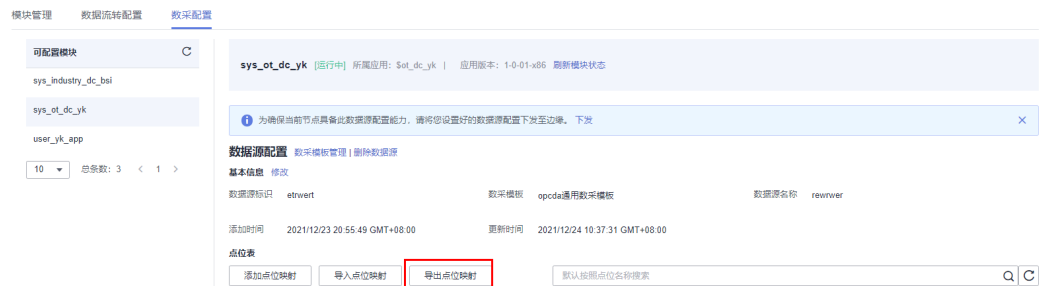 模块管理 数据流转配置 数采配置
可配置模块
sys_industry_dc_bsi
sys_ot_dc_yk
user_yk_app
10 总条数: 3 < 1 >
sys_ot_dc_yk [运行中] 所属应用: $ot_dc_yk | 应用版本: 1-0-01-x86 刷新模块状态
为确保当前节点具备此数据源配置能力, 请将您设置好的数据源配置下发至边缘。 下发
数据源配置 数采模板管理 | 删除数据源
基本信息 修改
数据源标识 etrwert 数采模板 opcda通用数采模板 数据源名称 rewrwer
添加时间 2021/12/23 20:55:49 GMT+08:00 更新时间 2021/12/24 10:37:31 GMT+08:00
点位表
添加点位映射 导入点位映射 导出点位映射 默认按照点位名称搜索